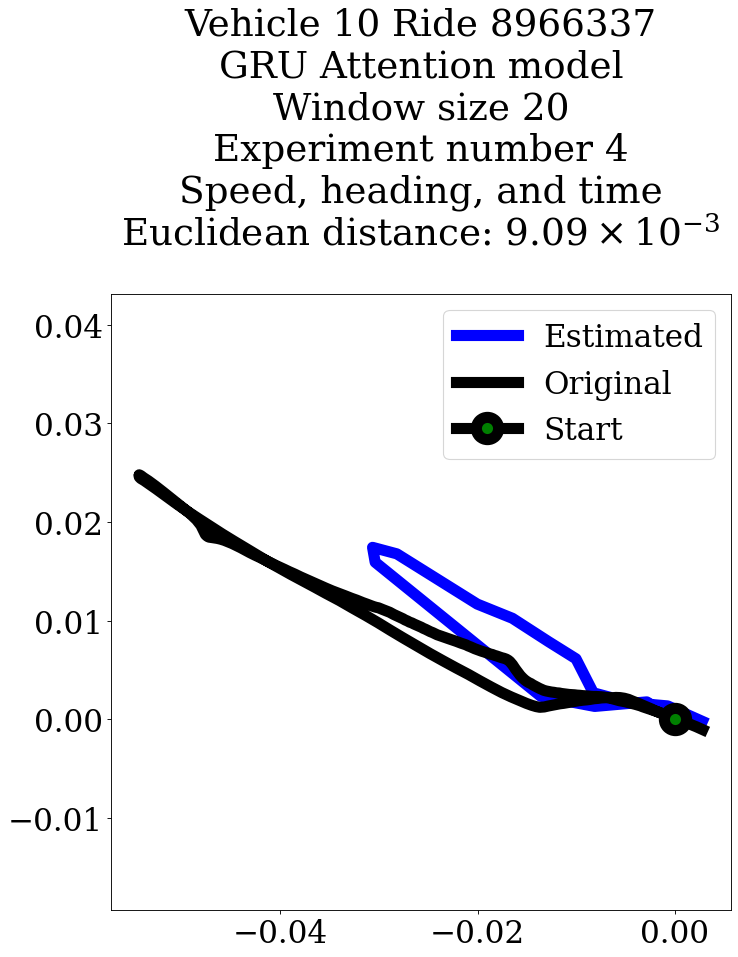 Vehicle 10 Ride 8966337
GRU Attention model
Window size 20
Experiment number 4
Speed, heading, and time
Euclidean distance: 9.09 × 10⁻³
Estimated
Original
Start
0.04
0.03
0.02
0.01
0.00
−0.01
−0.04
−0.02
0.00